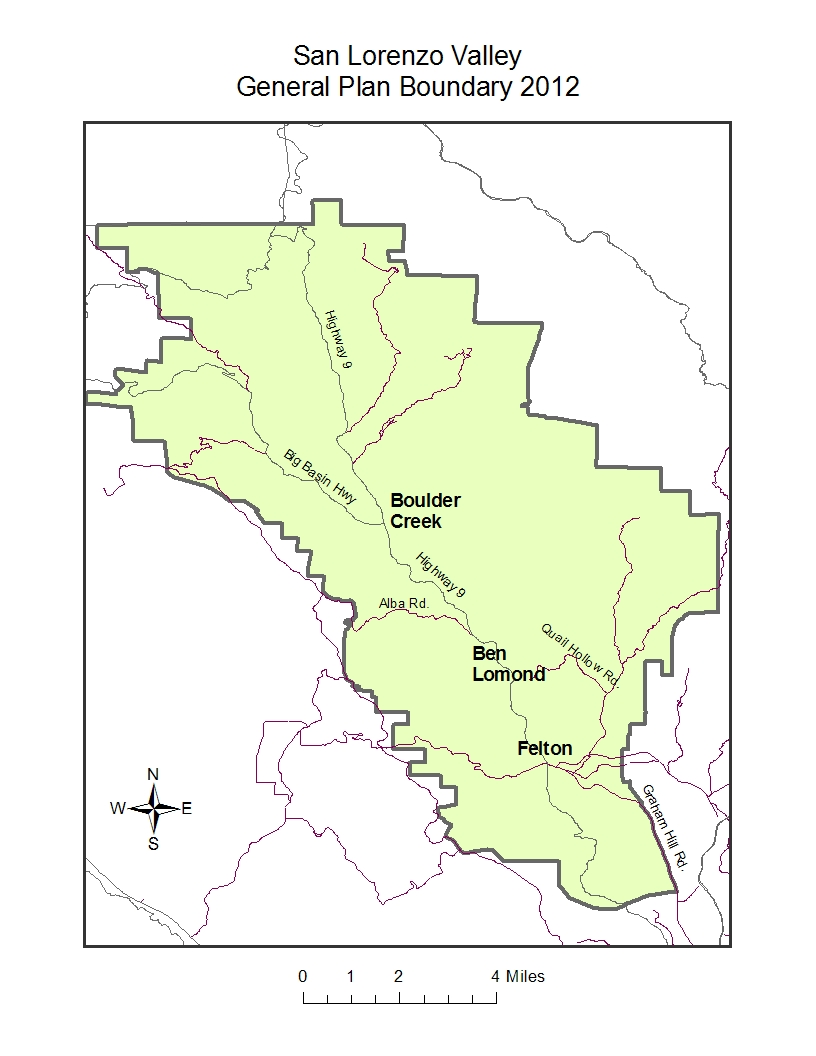 San Lorenzo Valley
General Plan Boundary 2012
Highway 9
Big Basin Hwy
Boulder
Creek
Highway 9
Alba Rd.
Quail Hollow Rd.
Ben
Lomond
Felton
Graham Hill Rd.
N
W E
S
0 1 2 4 Miles